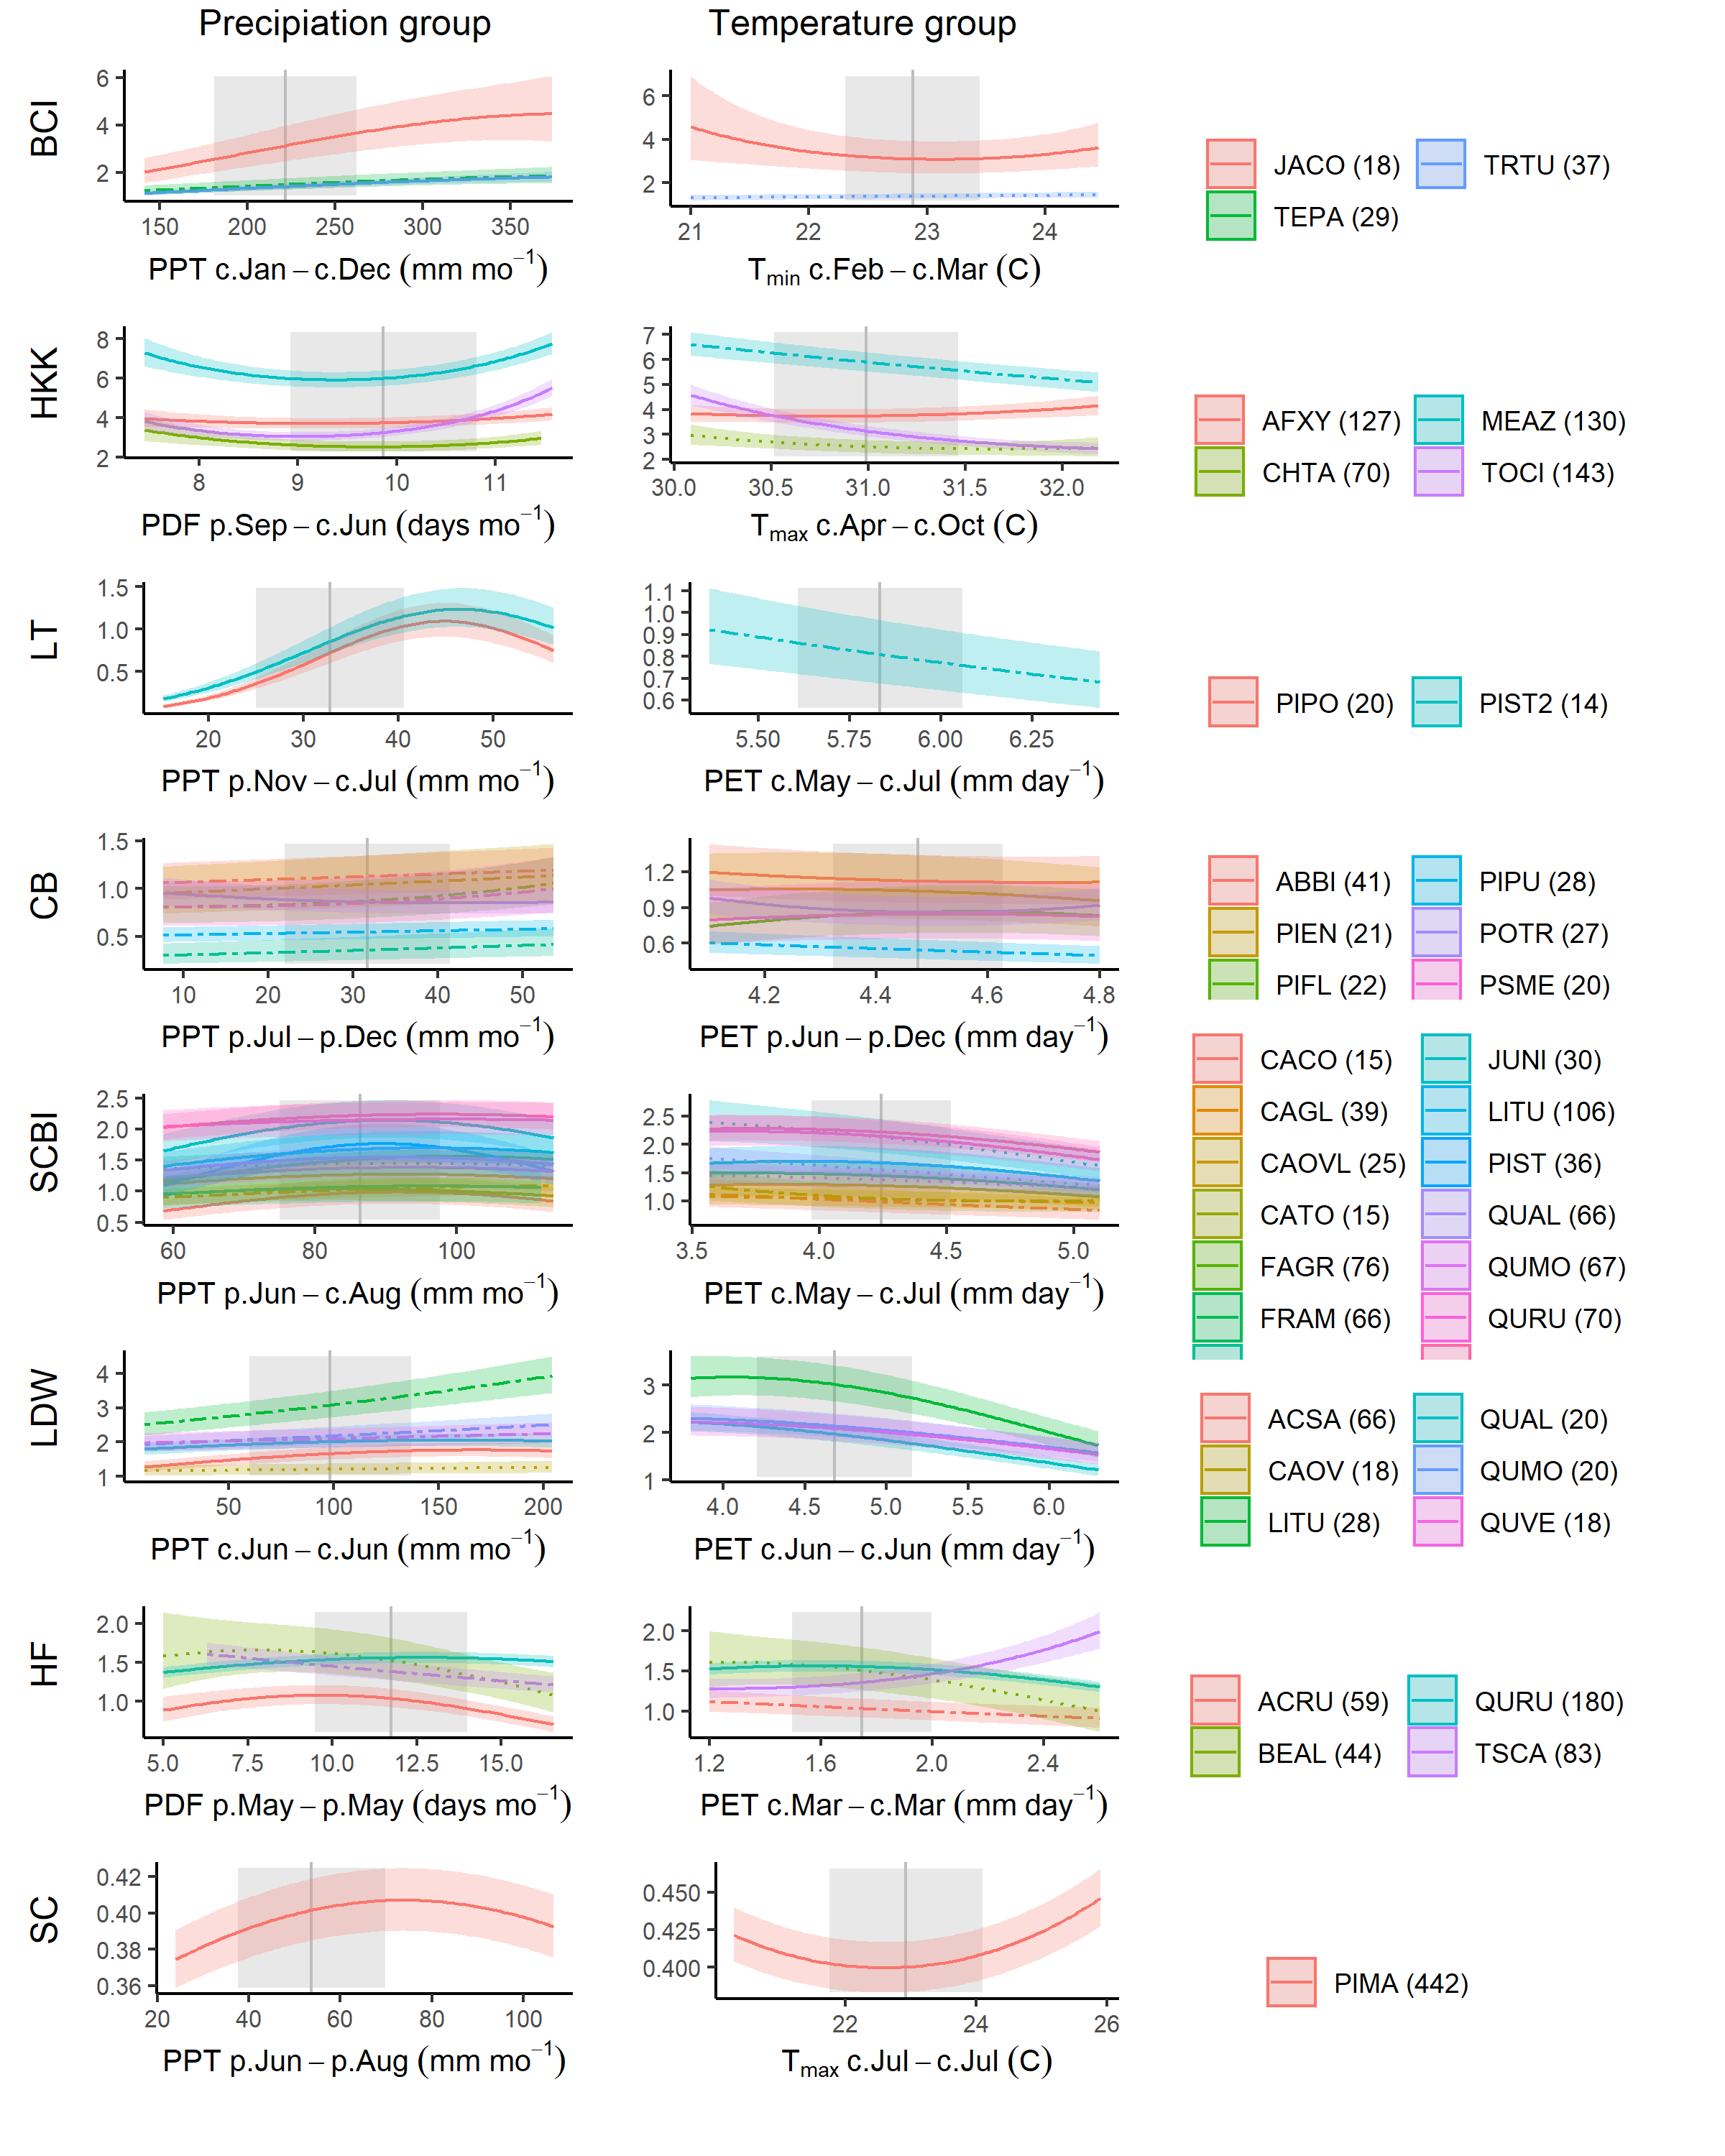 Precipiation group
Temperature group
BCI
6
4
2
150 200 250 300 350
PPT c.Jan – c.Dec (mm mo⁻¹)
6
4
2
21 22 23 24
Tmin c.Feb – c.Mar (C)
JACO (18)
TRTU (37)
TEPA (29)
HKK
8
6
4
2
8 9 10 11
PDF p.Sep – c.Jun (days mo⁻¹)
7
6
5
4
3
2
30.0 30.5 31.0 31.5 32.0
Tmax c.Apr – c.Oct (C)
AFXY (127)
MEAZ (130)
CHTA (70)
TOCI (143)
LT
1.5
1.0
0.5
20 30 40 50
PPT p.Nov – c.Jul (mm mo⁻¹)
1.1
1.0
0.9
0.8
0.7
0.6
5.50 5.75 6.00 6.25
PET c.May – c.Jul (mm day⁻¹)
PIPO (20)
PIST2 (14)
CB
1.5
1.0
0.5
10 20 30 40 50
PPT p.Jul – p.Dec (mm mo⁻¹)
1.2
0.9
0.6
4.2 4.4 4.6 4.8
PET p.Jun – p.Dec (mm day⁻¹)
ABBI (41)
PIPU (28)
PIEN (21)
POTR (27)
PIFL (22)
PSME (20)
SCBI
2.5
2.0
1.5
1.0
0.5
60 80 100
PPT p.Jun – c.Aug (mm mo⁻¹)
2.5
2.0
1.5
1.0
3.5 4.0 4.5 5.0
PET c.May – c.Jul (mm day⁻¹)
CACO (15)
JUNI (30)
CAGL (39)
LITU (106)
CAOVL (25)
PIST (36)
CATO (15)
QUAL (66)
FAGR (76)
QUMO (67)
FRAM (66)
QURU (70)
LDW
4
3
2
1
50 100 150 200
PPT c.Jun – c.Jun (mm mo⁻¹)
3
2
1
4.0 4.5 5.0 5.5 6.0
PET c.Jun – c.Jun (mm day⁻¹)
ACSA (66)
QUAL (20)
CAOV (18)
QUMO (20)
LITU (28)
QUVE (18)
HF
2.0
1.5
1.0
5.0 7.5 10.0 12.5 15.0
PDF p.May – p.May (days mo⁻¹)
2.0
1.5
1.0
1.2 1.6 2.0 2.4
PET c.Mar – c.Mar (mm day⁻¹)
ACRU (59)
QURU (180)
BEAL (44)
TSCA (83)
SC
0.42
0.40
0.38
0.36
20 40 60 80 100
PPT p.Jun – p.Aug (mm mo⁻¹)
0.450
0.425
0.400
22 24 26
Tmax c.Jul – c.Jul (C)
PIMA (442)